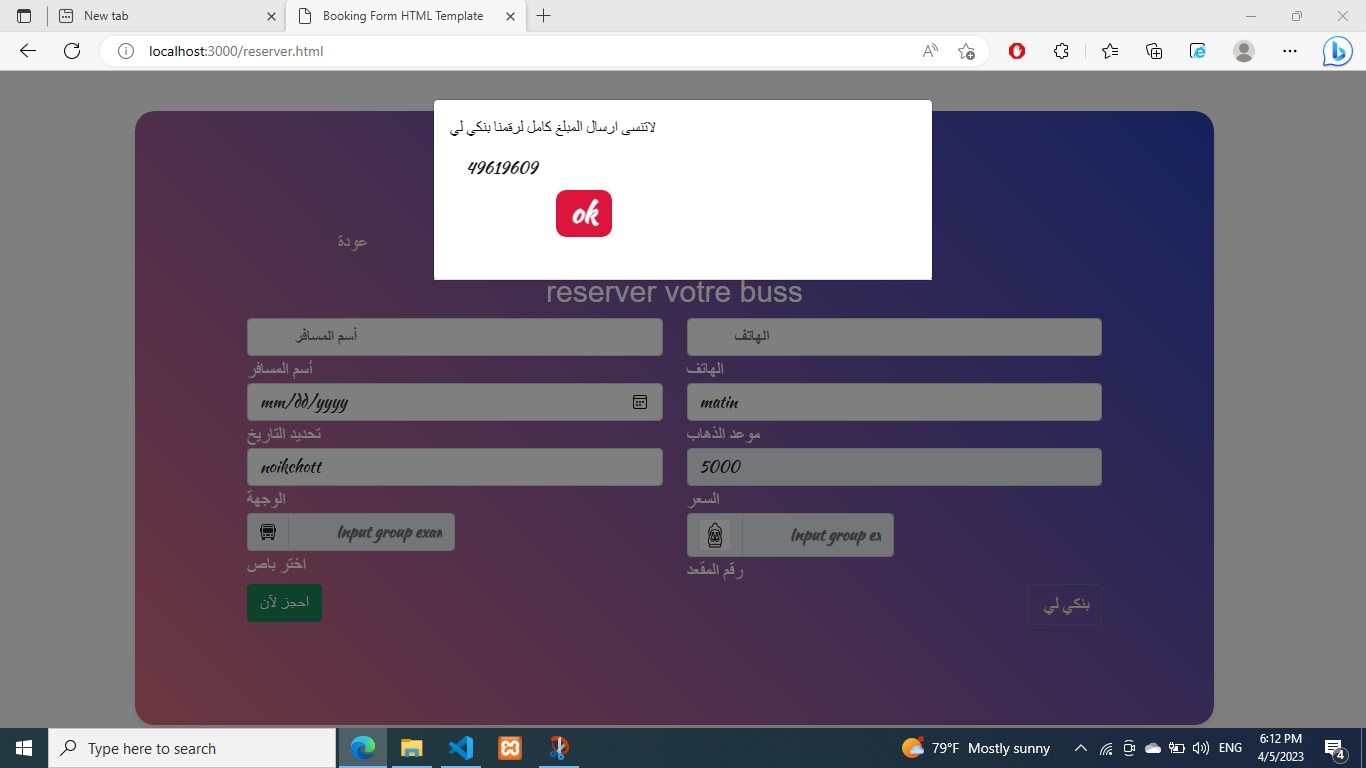 New tab
Booking Form HTML Template
localhost:3000/reserver.html
لاتنسى ارسال المبلغ كامل لرقمنا بنكي لي
49619609
ok
عودة
reserver votre buss
أسم المسافر
الهاتف
أسم المسافر
الهاتف
mm/dd/yyyy
matin
تحديد التاريخ
موعد الذهاب
noikchott
5000
الوجهة
السعر
Input group exan
Input group ex
اختر باص
رقم المقعد
احجز لآن
بنكي لي
Type here to search
79°F Mostly sunny
ENG
6:12 PM
4/5/2023
4